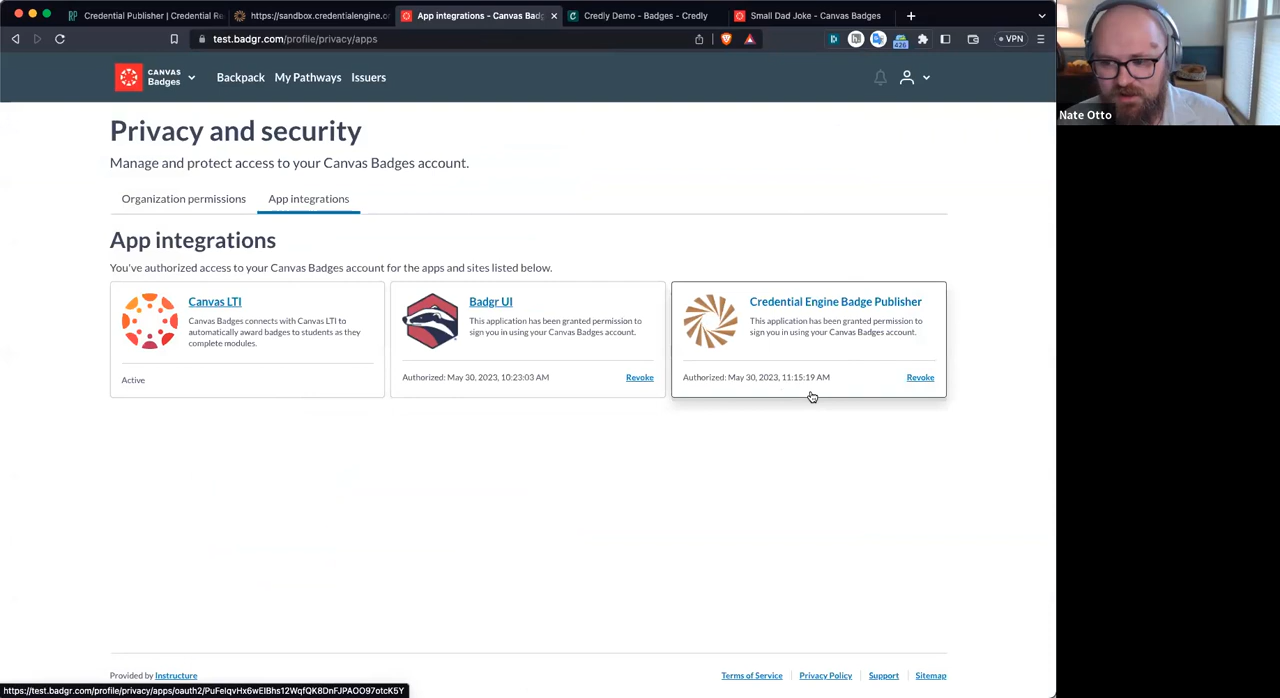 Credential Publisher | Credential Re
https://sandbox.credentialengine.o
App integrations - Canvas Badg
Credly Demo - Badges - Credly
Small Dad Joke - Canvas Badges
test.badgr.com/profile/privacy/apps
426
VPN
CANVAS
Badges
Backpack
My Pathways
Issuers
Nate Otto
Privacy and security
Manage and protect access to your Canvas Badges account.
Organization permissions
App integrations
App integrations
You've authorized access to your Canvas Badges account for the apps and sites listed below.
Canvas LTI
Canvas Badges connects with Canvas LTI to
automatically award badges to students as they
complete modules.
Active
Badgr UI
This application has been granted permission to
sign you in using your Canvas Badges account.
Authorized: May 30, 2023, 10:23:03 AM
Revoke
Credential Engine Badge Publisher
This application has been granted permission to
sign you in using your Canvas Badges account.
Authorized: May 30, 2023, 11:15:19 AM
Revoke
Provided by Instructure
Terms of Service
Privacy Policy
Support
Sitemap